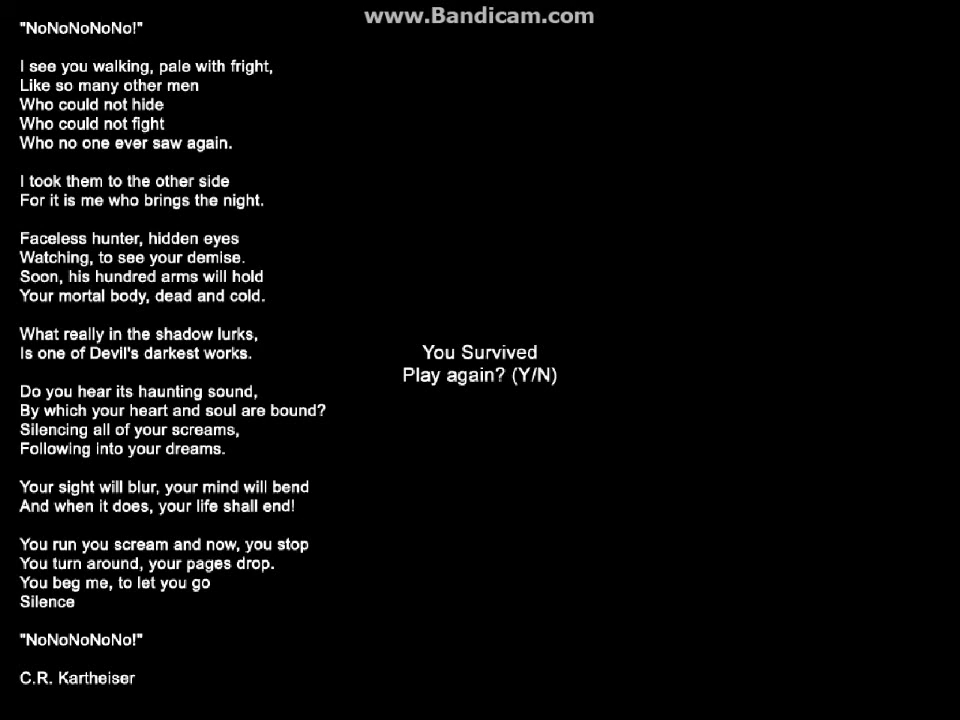 www.Bandicam.com
"NoNoNoNoNo!"
I see you walking, pale with fright,
Like so many other men
Who could not hide
Who could not fight
Who no one ever saw again.
I took them to the other side
For it is me who brings the night.
Faceless hunter, hidden eyes
Watching, to see your demise.
Soon, his hundred arms will hold
Your mortal body, dead and cold.
What really in the shadow lurks,
Is one of Devil's darkest works.
Do you hear its haunting sound,
By which your heart and soul are bound?
Silencing all of your screams,
Following into your dreams.
Your sight will blur, your mind will bend
And when it does, your life shall end!
You run you scream and now, you stop
You turn around, your pages drop.
You beg me, to let you go
Silence
"NoNoNoNoNo!"
C.R. Kartheiser
You Survived
Play again? (Y/N)